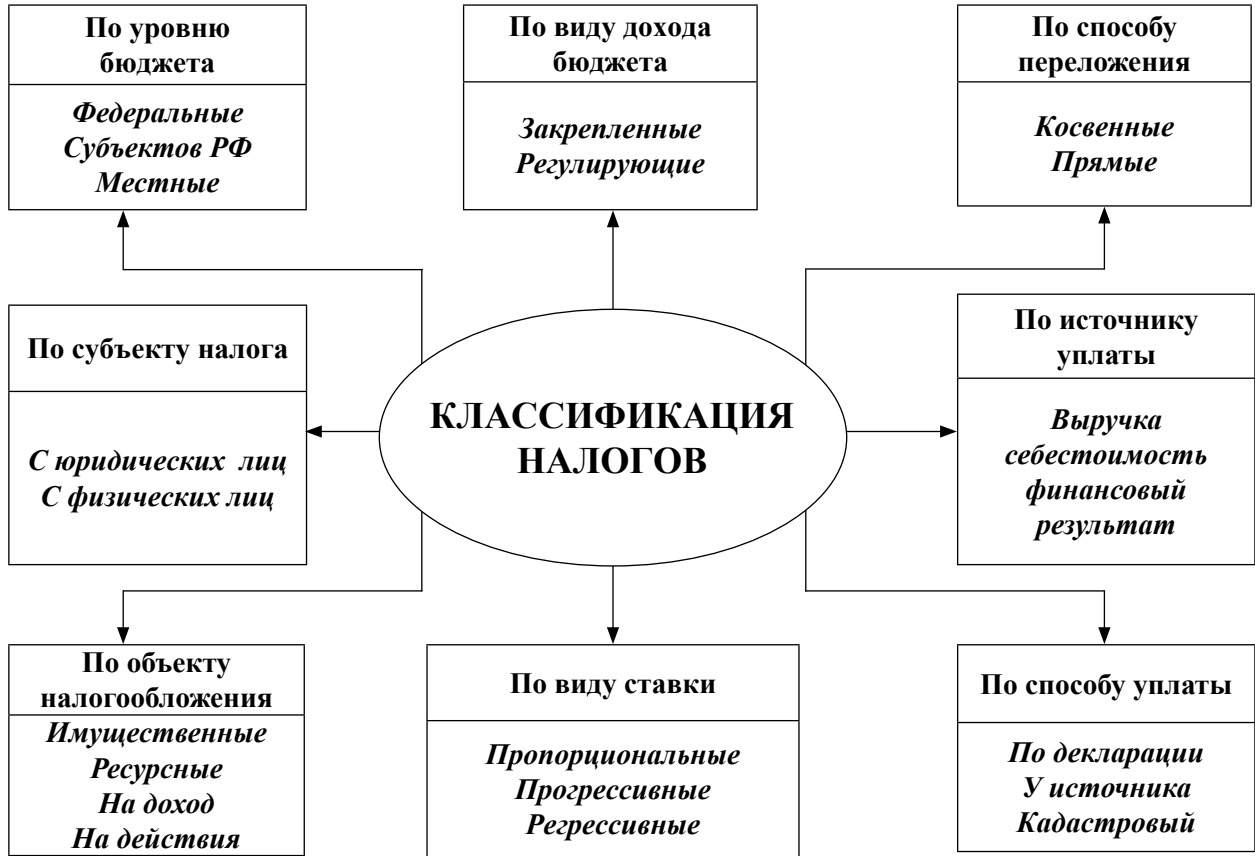 По уровню
бюджета
Федеральные
Субъектов РФ
Местные
По виду дохода
бюджета
Закрепленные
Регулирующие
По способу
переложения
Косвенные
Прямые
По субъекту налога
С юридических лиц
С физических лиц
КЛАССИФИКАЦИЯ
НАЛОГОВ
По источнику
уплаты
Выручка
себестоимость
финансовый
результат
По объекту
налогообложения
Имущественные
Ресурсные
На доход
На действия
По виду ставки
Пропорциональные
Прогрессивные
Регрессивные
По способу уплаты
По декларации
У источника
Кадастровый